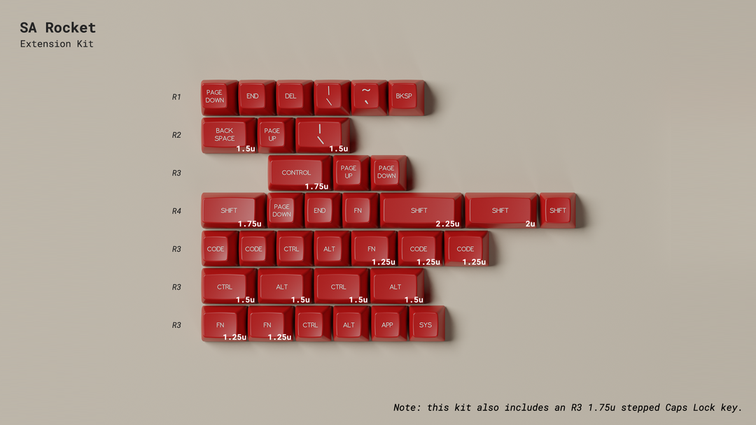 SA Rocket
Extension Kit
R1
PAGE DOWN END DEL | \ ~ ` BKSP
R2
BACK SPACE 1.5u PAGE UP | \ 1.5u
R3
CONTROL 1.75u PAGE UP PAGE DOWN
R4
SHIFT 1.75u PAGE DOWN END FN SHIFT 2.25u SHIFT 2u SHIFT
R3
CODE CODE CTRL ALT FN 1.25u CODE 1.25u CODE 1.25u
R3
CTRL 1.5u ALT 1.5u CTRL 1.5u ALT 1.5u
R3
FN 1.25u FN 1.25u CTRL ALT APP SYS
Note: this kit also includes an R3 1.75u stepped Caps Lock key.